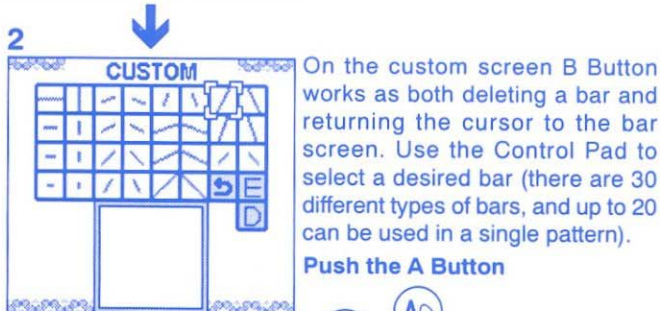 2
CUSTOM
E
D
On the custom screen B Button
works as both deleting a bar and
returning the cursor to the bar
screen. Use the Control Pad to
select a desired bar (there are 30
different types of bars, and up to 20
can be used in a single pattern).
Push the A Button
A